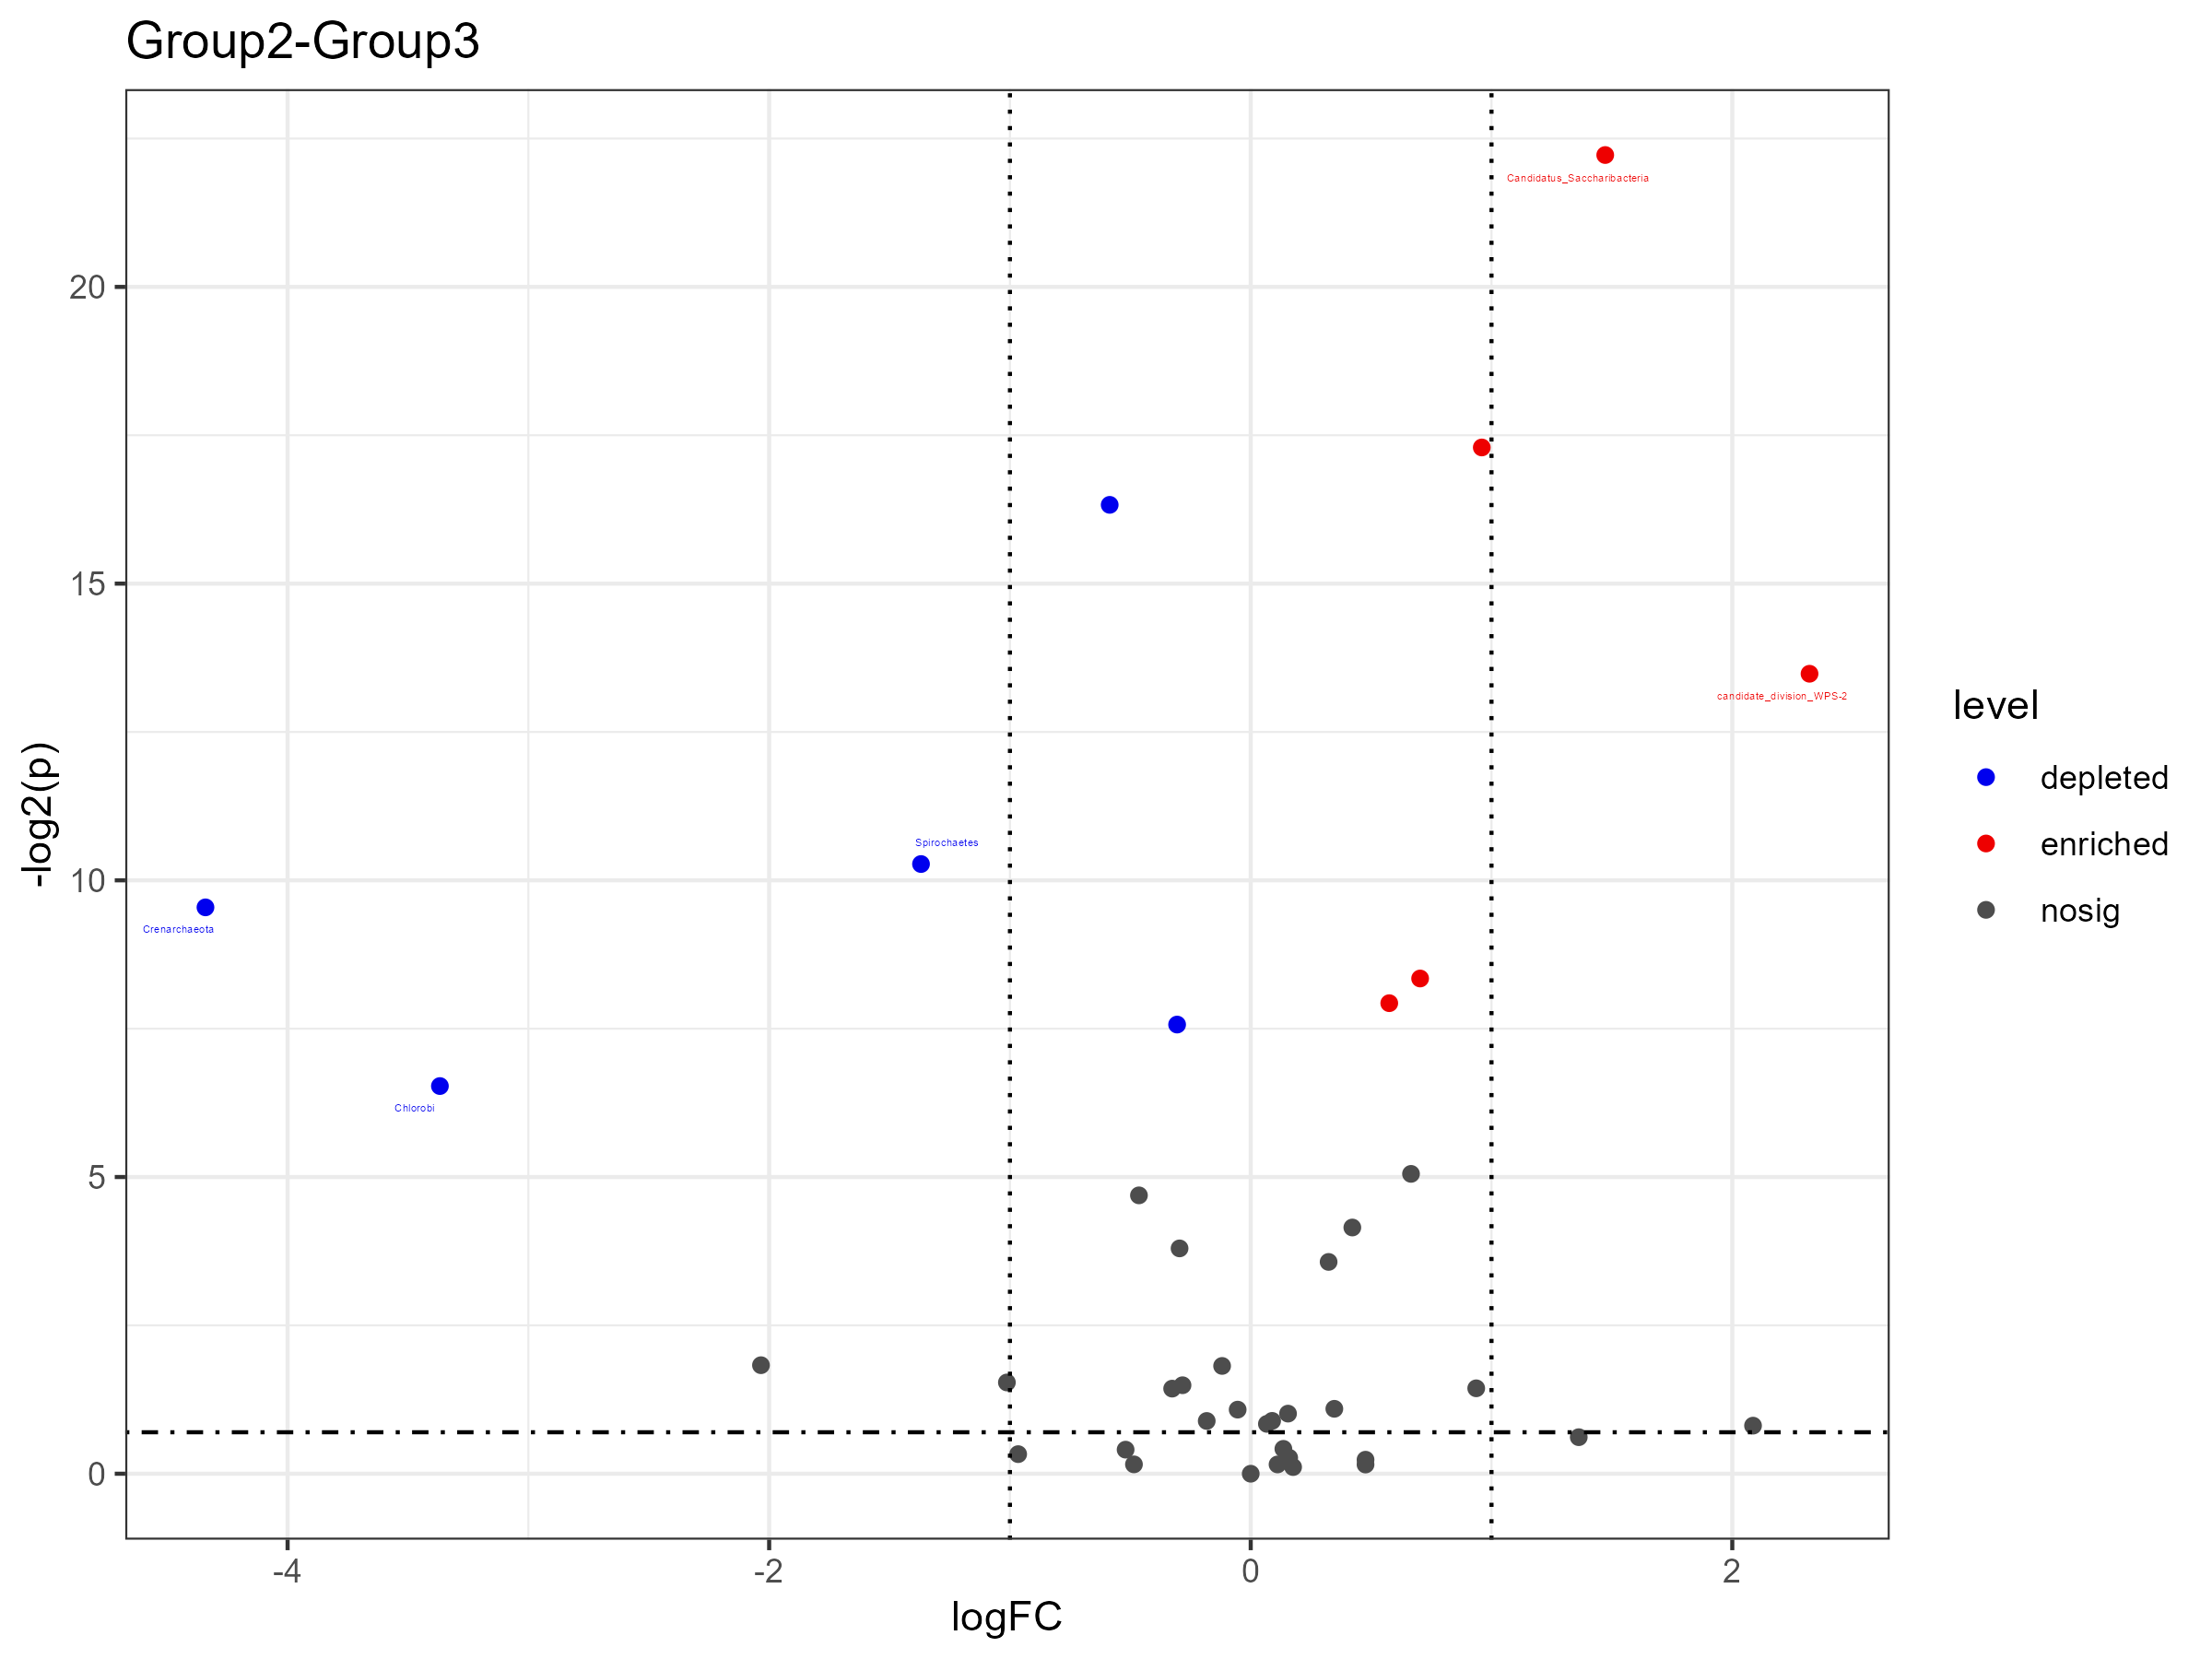 Group2-Group3
Candidatus_Saccharibacteria
candidate_division_WPS-2
Spirochaetes
Crenarchaeota
Chlorobi
20
15
10
5
0
-log2(p)
-4
-2
0
2
logFC
level
depleted
enriched
nosig